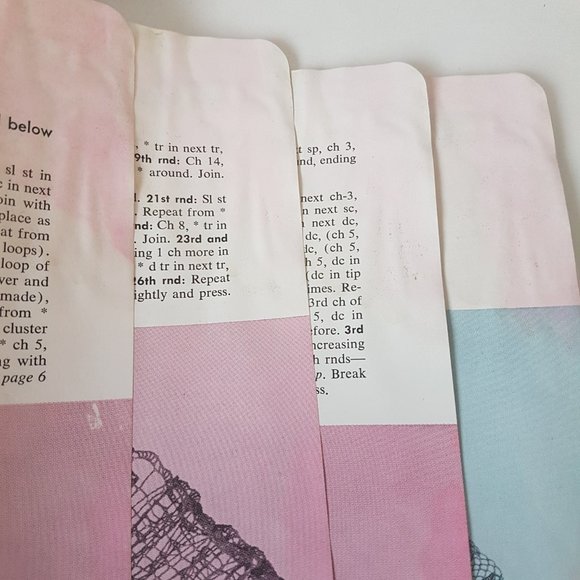 below
sl st in
in next
oin with
place as
at from
loops).
loop of
ver and
made),
from *
cluster
* ch 5,
ng with
page 6
, * tr in next tr,
9th rnd: Ch 14,
* around. Join.
. 21st rnd: Sl st
. Repeat from *
nd: Ch 8, * tr in
. Join. 23rd and
ing 1 ch more in
* d tr in next tr,
26th rnd: Repeat
ightly and press.
t sp, ch 3,
nd, ending
next ch-3,
n next sc,
next dc,
dc, (ch 5,
dc, (ch 5,
h 5, dc in
(dc in tip
imes. Re-
3rd ch of
5, dc in
fore. 3rd
ncreasing
h rnds—
p. Break
ss.